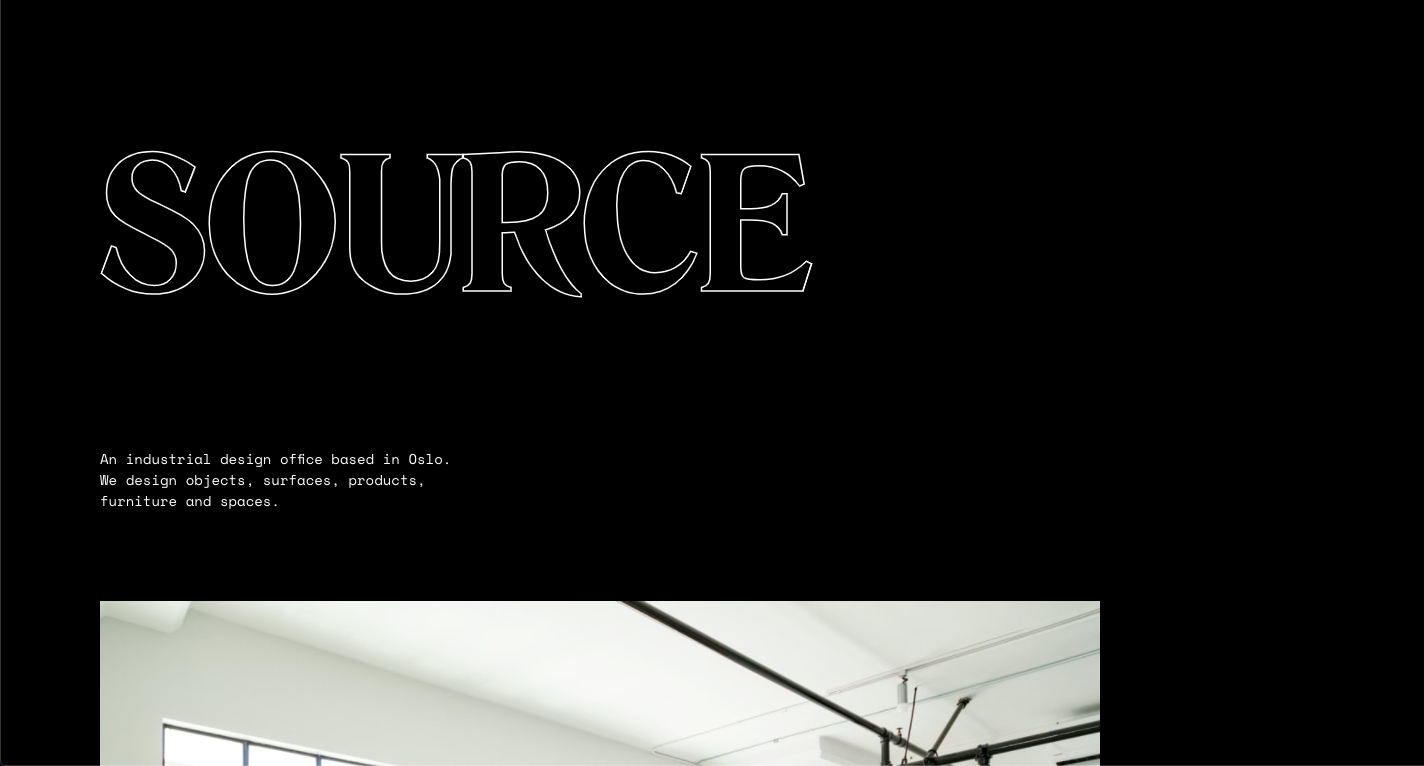 SOURCE
An industrial design office based in Oslo.
We design objects, surfaces, products,
furniture and spaces.